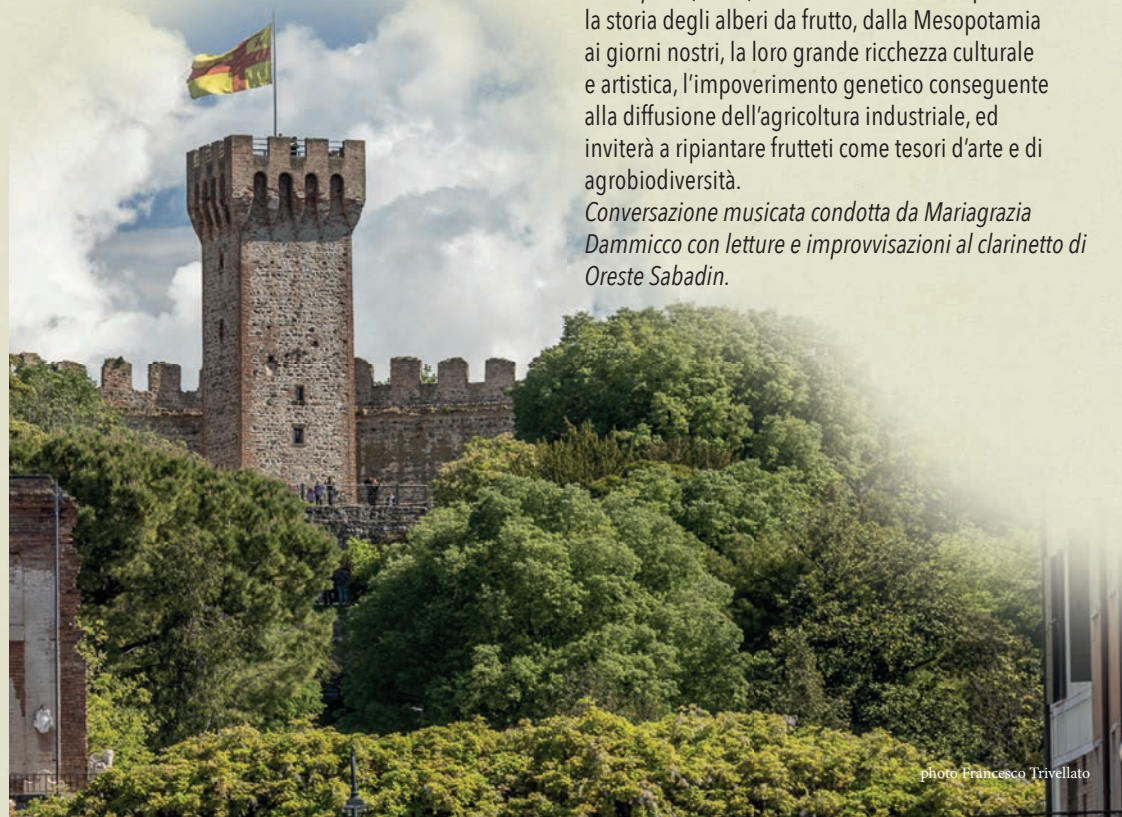 la storia degli alberi da frutto, dalla Mesopotamia
ai giorni nostri, la loro grande ricchezza culturale
e artistica, l’impoverimento genetico conseguente
alla diffusione dell’agricoltura industriale, ed
inviterà a ripiantare frutteti come tesori d’arte e di
agrobiodiversità.
Conversazione musicata condotta da Mariagrazia
Dammicco con letture e improvvisazioni al clarinetto di
Oreste Sabadin.
photo Francesco Trivellato